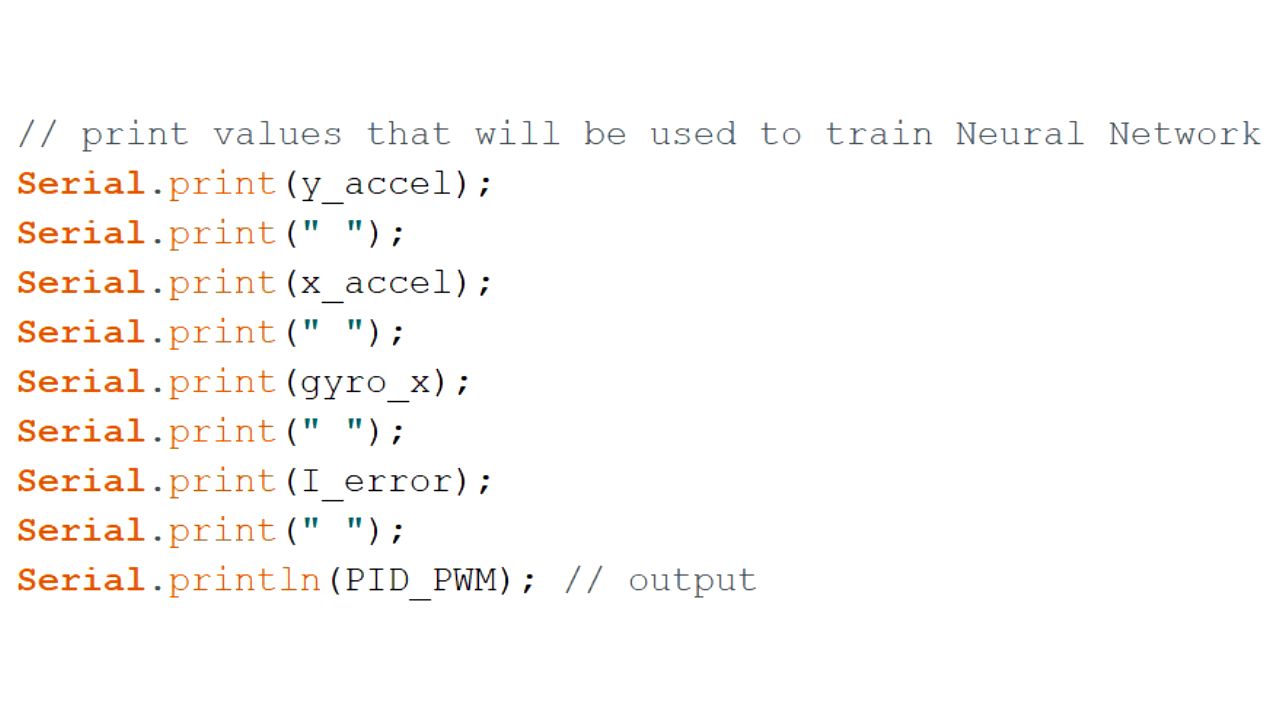 // print values that will be used to train Neural Network
Serial.print(y_accel);
Serial.print(" ");
Serial.print(x_accel);
Serial.print(" ");
Serial.print(gyro_x);
Serial.print(" ");
Serial.print(I_error);
Serial.print(" ");
Serial.println(PID_PWM); // output